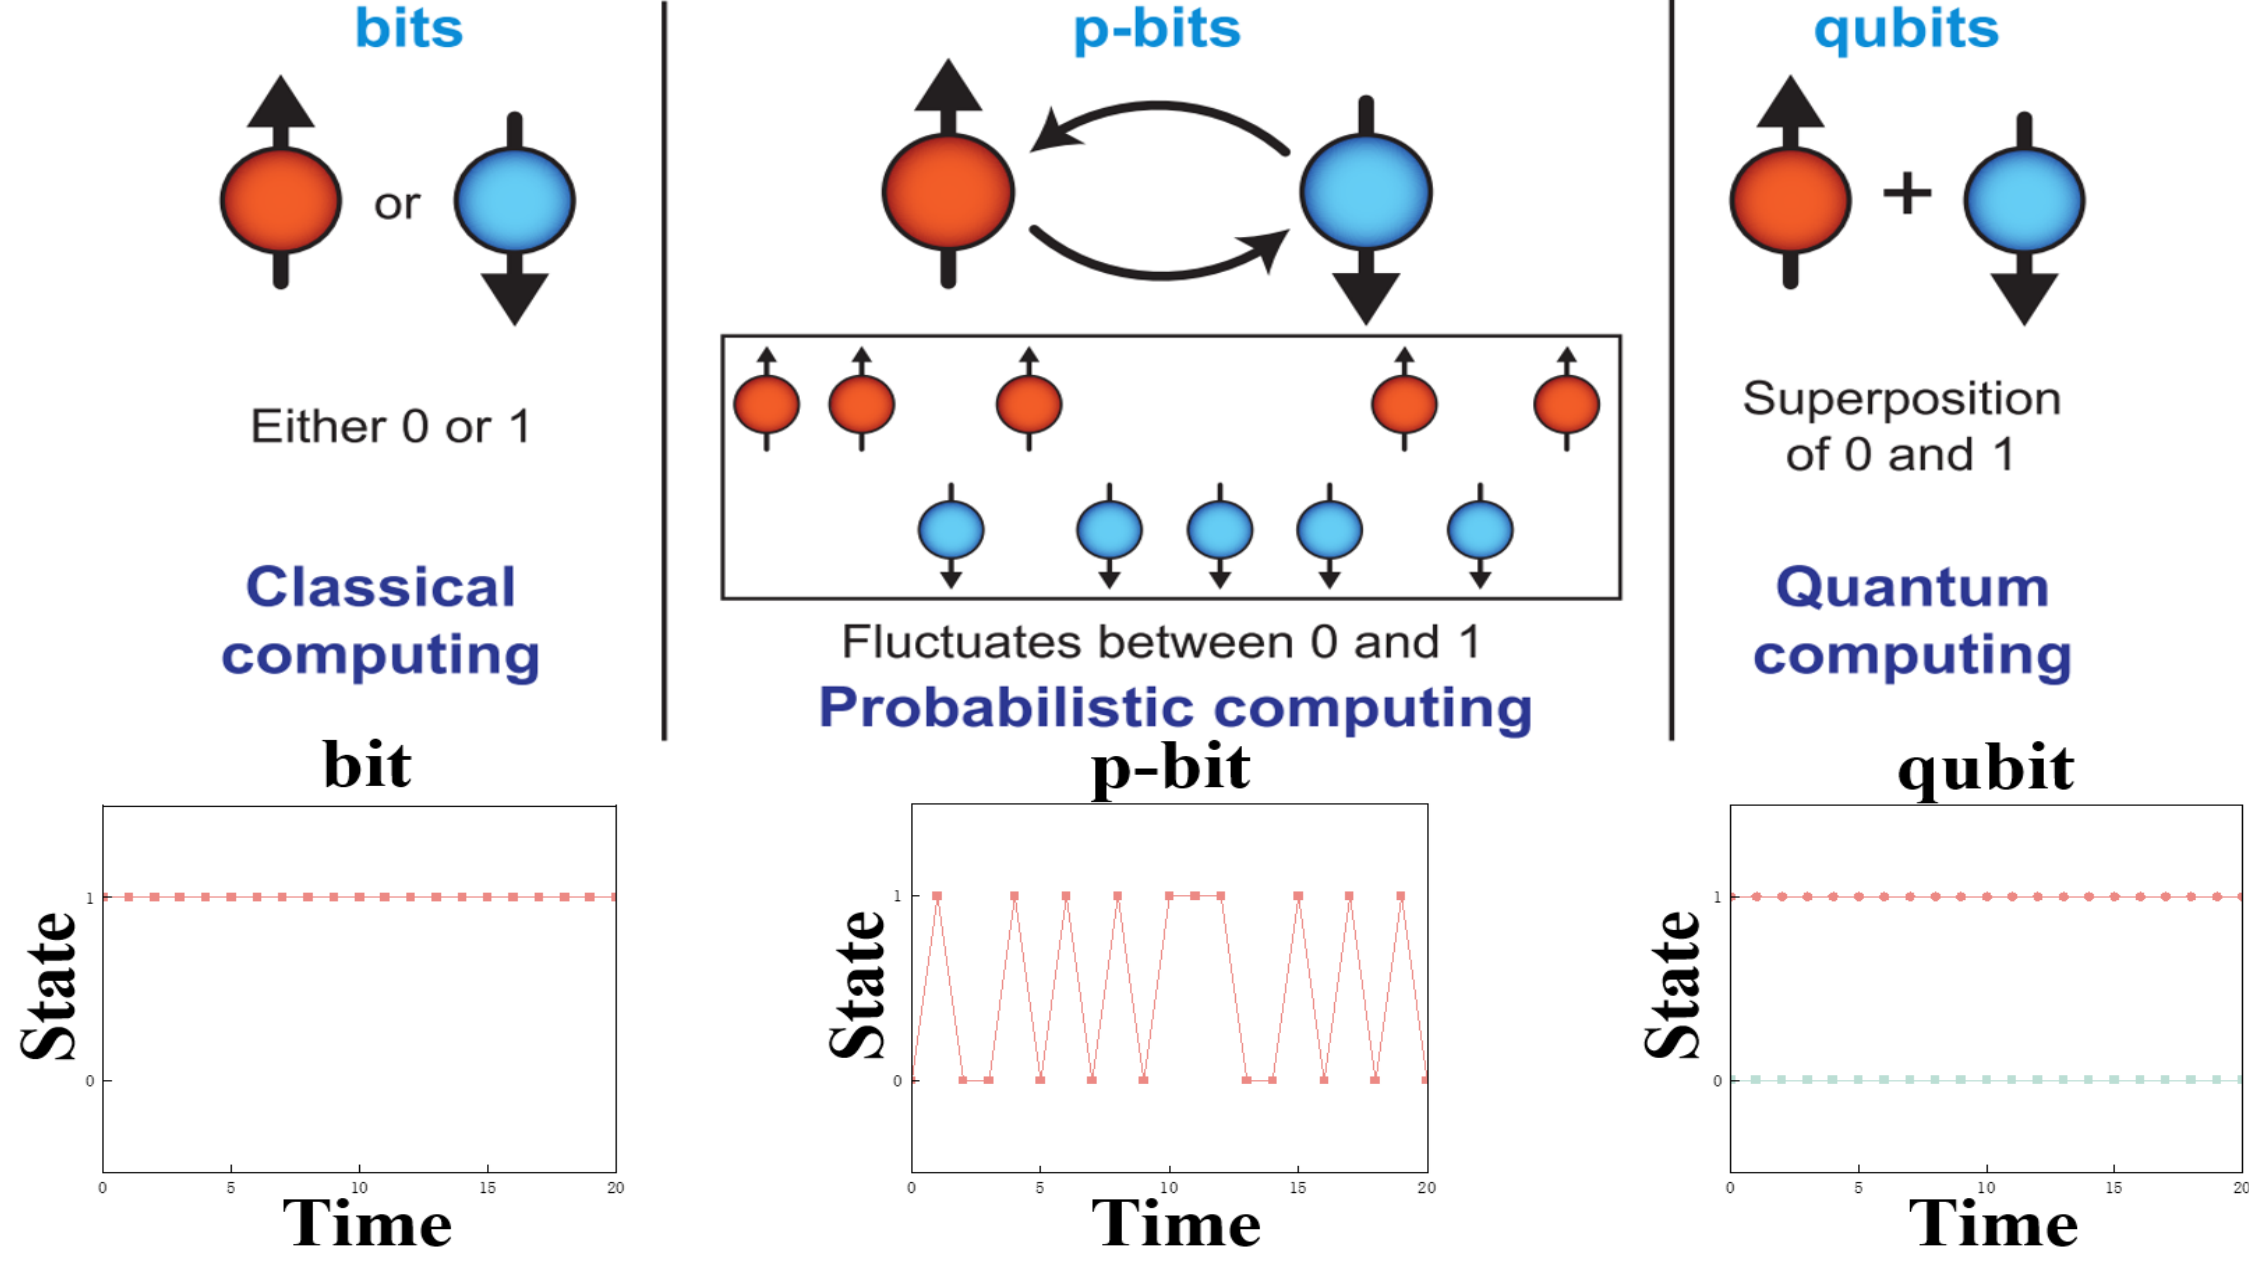 bits
p-bits
qubits
or
+
Either 0 or 1
Superposition
of 0 and 1
Classical
computing
Fluctuates between 0 and 1
Probabilistic computing
Quantum
computing
bit
State
1
0
0 5 10 15 20
Time
p-bit
State
1
0
0 5 10 15 20
Time
qubit
State
1
0
0 5 10 15 20
Time